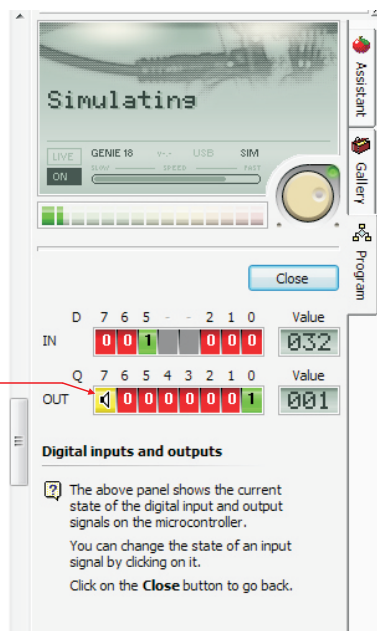 Simulating
LIVE GENIE 18 V-.- USB SIM
ON SLOW SPEED FAST
Assistant
Gallery
Program
Close
D 7 6 5 - - 2 1 0 Value
IN 0 0 1 0 0 0 032
Q 7 6 5 4 3 2 1 0 Value
OUT 0 0 0 0 0 0 1 001
Digital inputs and outputs
The above panel shows the current
state of the digital input and output
signals on the microcontroller.
You can change the state of an input
signal by clicking on it.
Click on the Close button to go back.